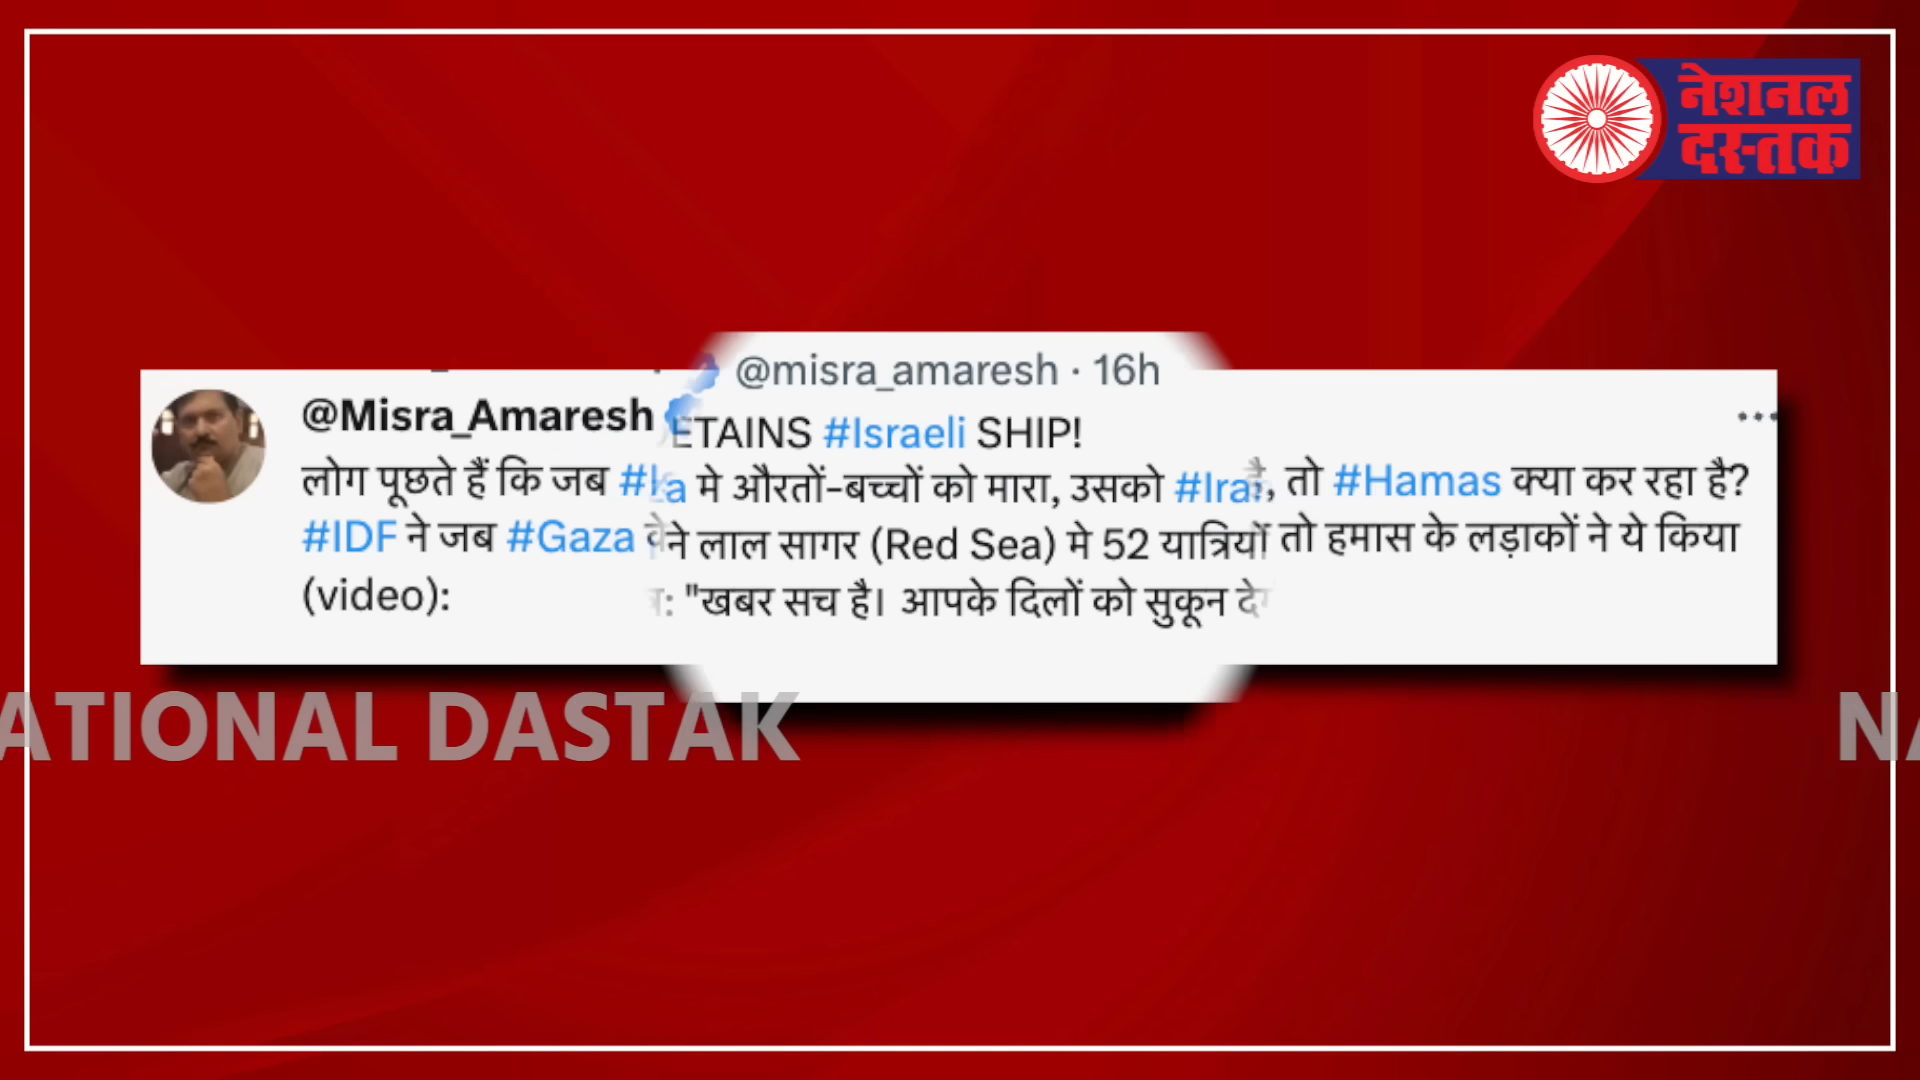 नेशनल
दस्तक
@misra_amaresh · 16h
@Misra_Amaresh
ETAINS #Israeli SHIP!
लोग पूछते हैं कि जब
मे औरतों-बच्चों को मारा, उसको
है, तो #Hamas क्या कर रहा है?
#IDF ने जब #Gaza
ने लाल सागर (Red Sea) मे 52 यात्रियों
तो हमास के लड़ाकों ने ये किया
(video):
"खबर सच है। आपके दिलों को सुकून
ATIONAL DASTAK